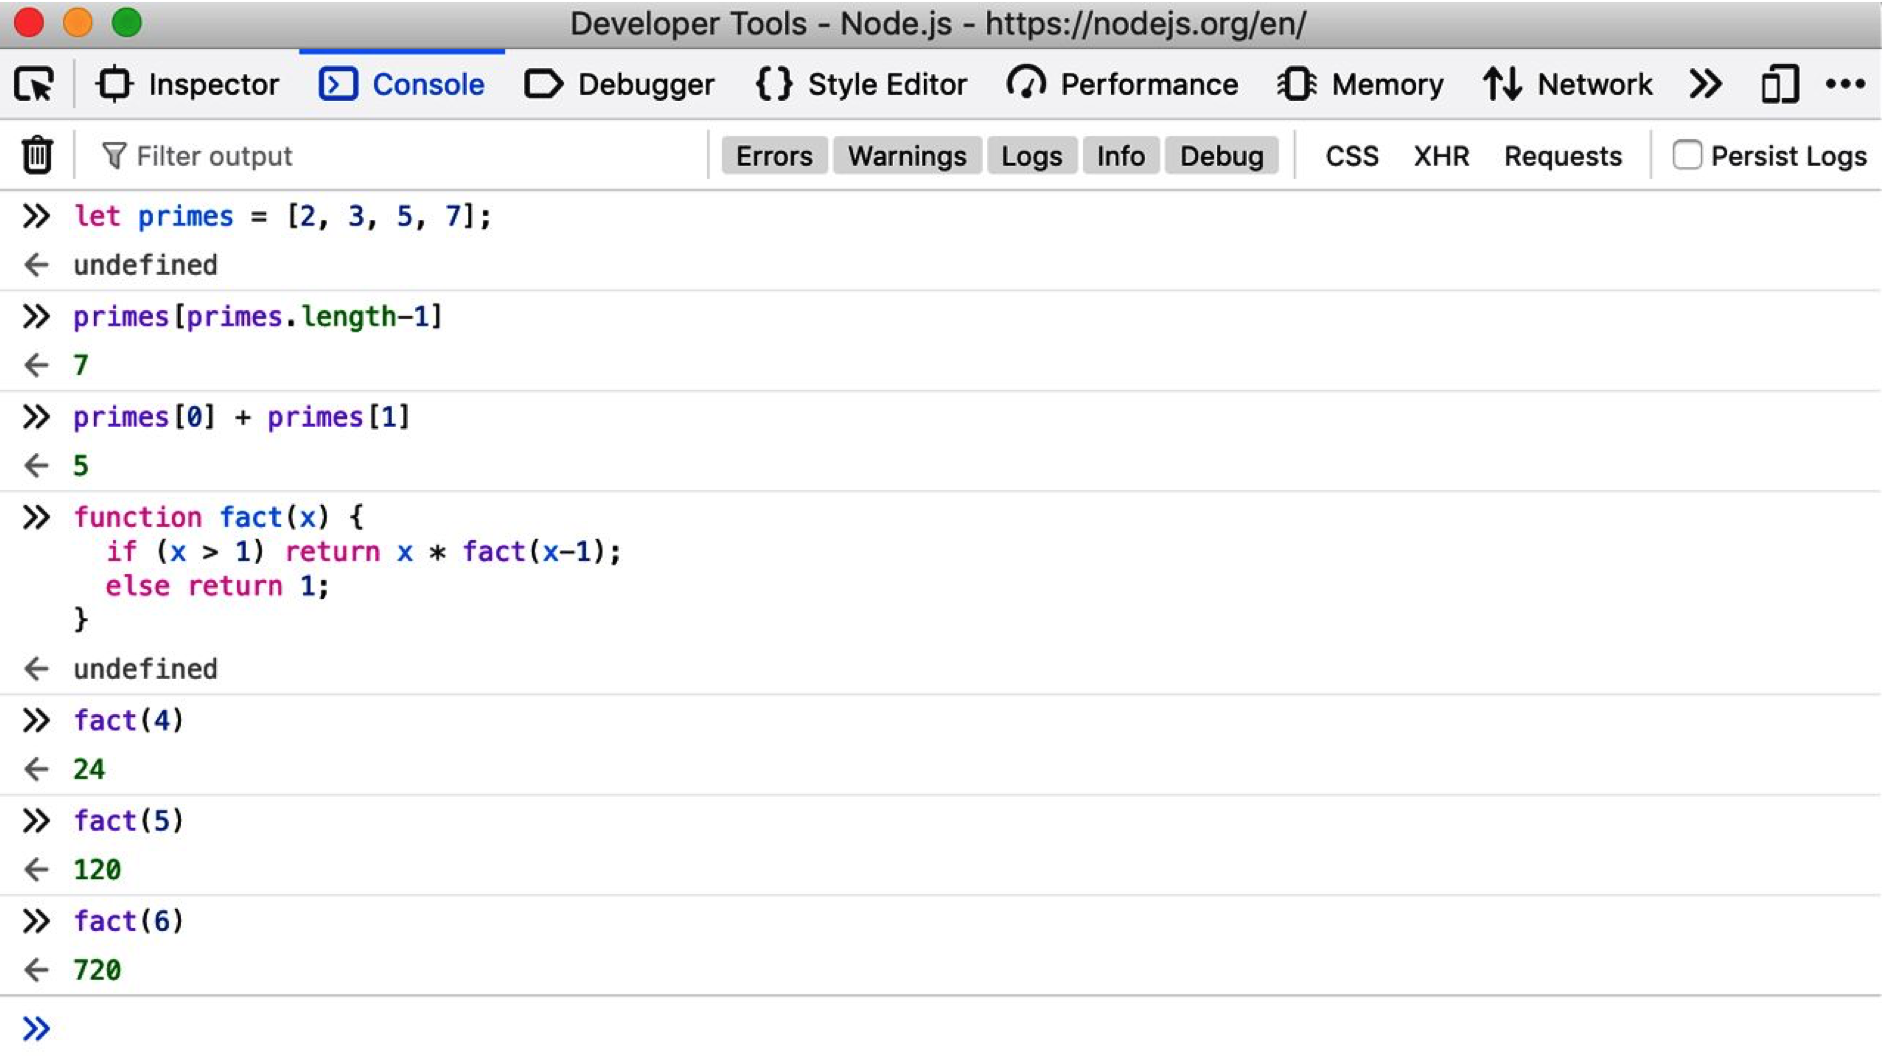 Developer Tools - Node.js - https://nodejs.org/en/
Inspector Console Debugger {} Style Editor Performance Memory Network
Filter output Errors Warnings Logs Info Debug CSS XHR Requests Persist Logs
>> let primes = [2, 3, 5, 7];
← undefined
>> primes[primes.length-1]
← 7
>> primes[0] + primes[1]
← 5
>> function fact(x) {
if (x > 1) return x * fact(x-1);
else return 1;
}
← undefined
>> fact(4)
← 24
>> fact(5)
← 120
>> fact(6)
← 720
>>